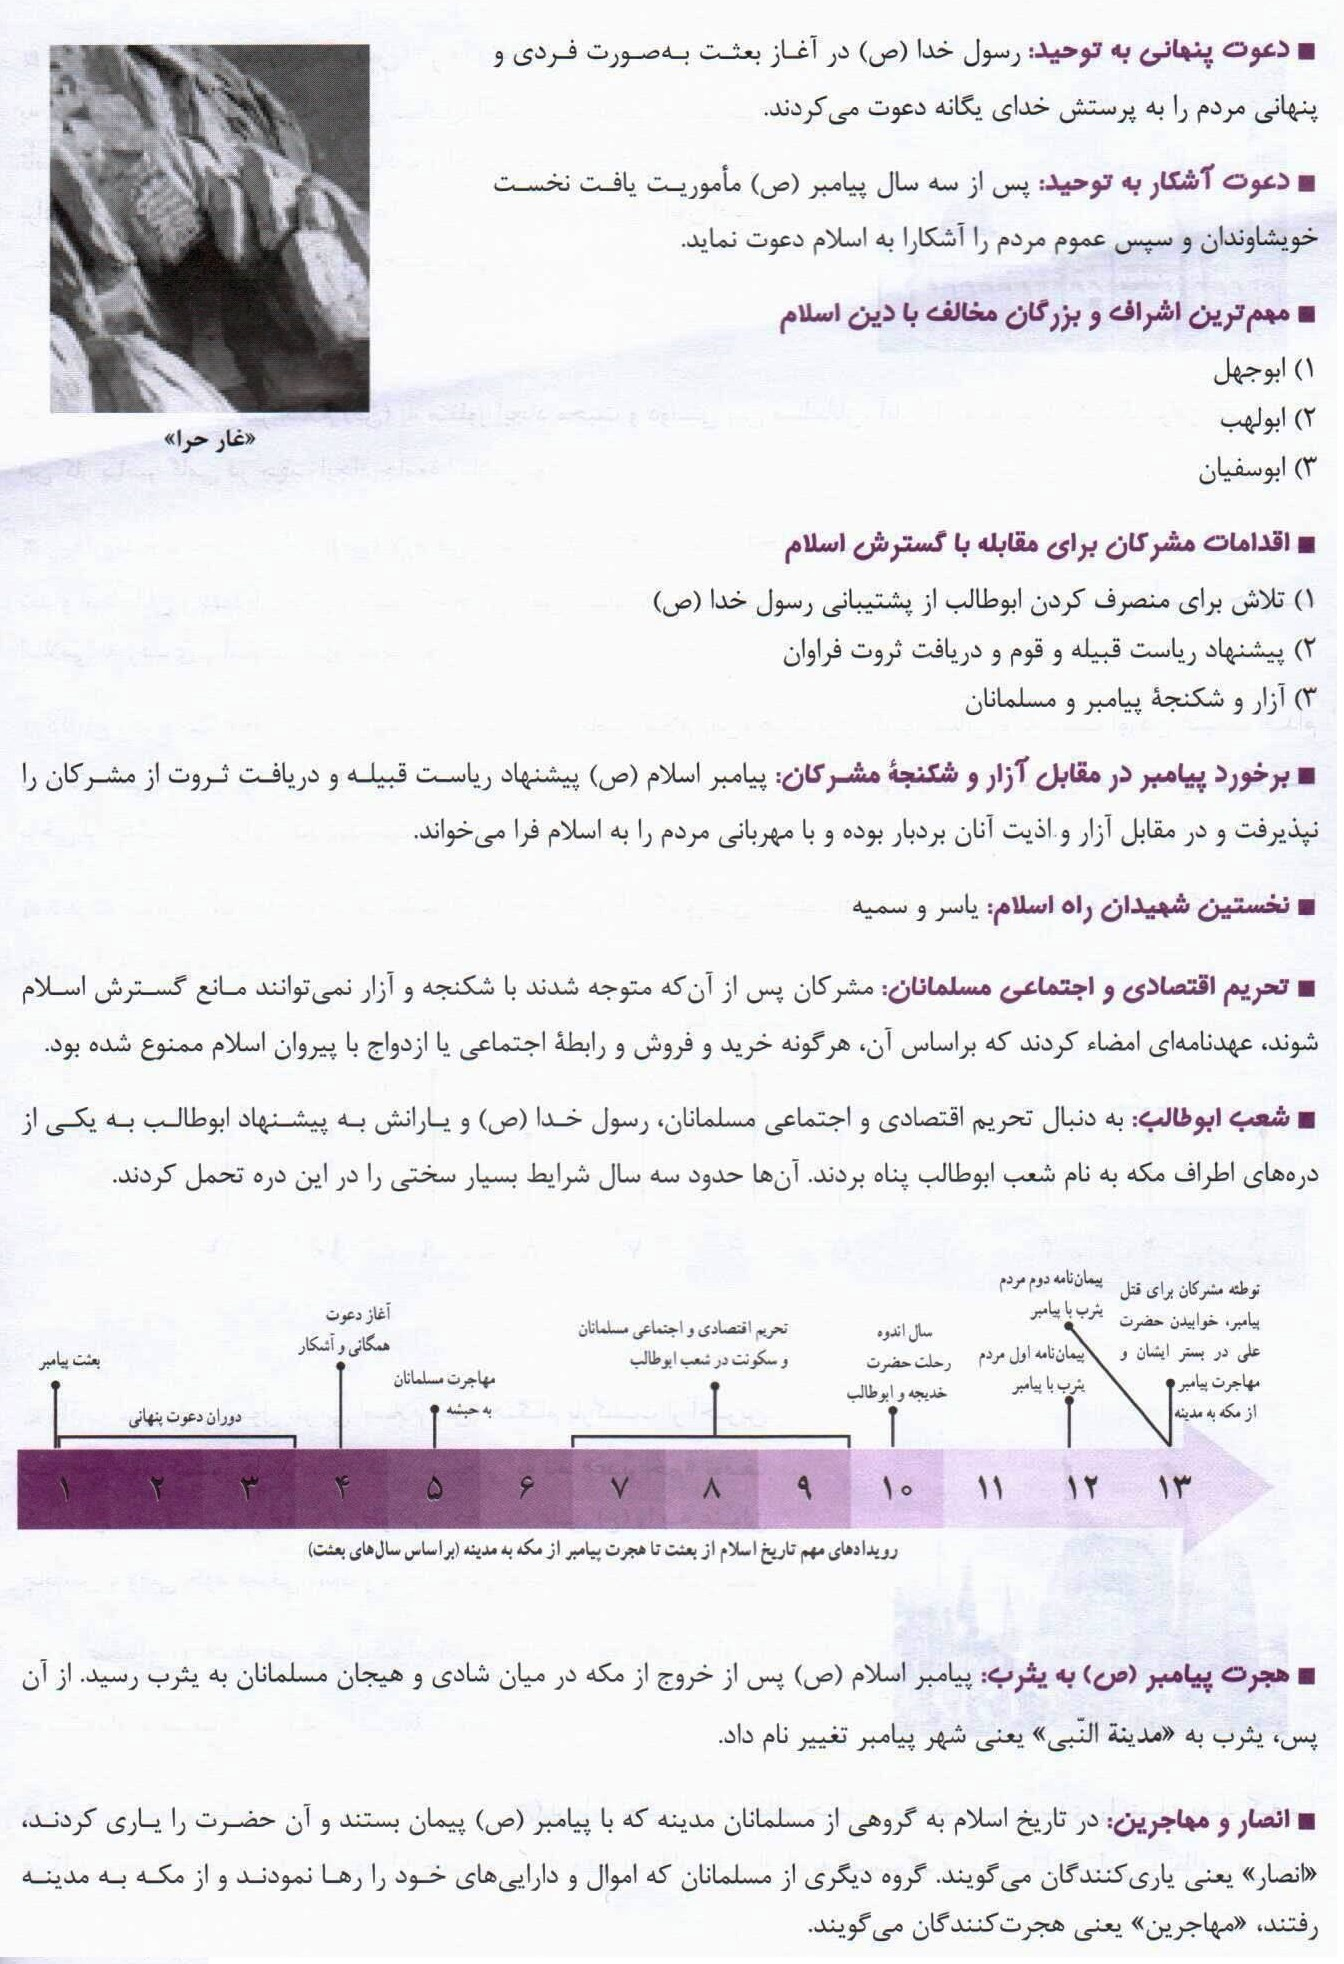 ■ دعوت پنهانی به توحید: رسول خدا (ص) در آغاز بعثت به‌صورت فردی و
پنهانی مردم را به پرستش خدای یگانه دعوت می‌کردند.
■ دعوت آشکار به توحید: پس از سه سال پیامبر (ص) مأموریت یافت نخست
خویشاوندان و سپس عموم مردم را آشکارا به اسلام دعوت نماید.
■ مهم‌ترین اشراف و بزرگان مخالف با دین اسلام
۱) ابوجهل
۲) ابولهب
۳) ابوسفیان
«غار حرا»
■ اقدامات مشرکان برای مقابله با گسترش اسلام
۱) تلاش برای منصرف کردن ابوطالب از پشتیبانی رسول خدا (ص)
۲) پیشنهاد ریاست قبیله و قوم و دریافت ثروت فراوان
۳) آزار و شکنجهٔ پیامبر و مسلمانان
■ برخورد پیامبر در مقابل آزار و شکنجهٔ مشرکان: پیامبر اسلام (ص) پیشنهاد ریاست قبیله و دریافت ثروت از مشرکان را
نپذیرفت و در مقابل آزار و اذیت آنان بردبار بوده و با مهربانی مردم را به اسلام فرا می‌خواند.
■ نخستین شهیدان راه اسلام: یاسر و سمیه
■ تحریم اقتصادی و اجتماعی مسلمانان: مشرکان پس از آن‌که متوجه شدند با شکنجه و آزار نمی‌توانند مانع گسترش اسلام
شوند، عهدنامه‌ای امضاء کردند که براساس آن، هرگونه خرید و فروش و رابطهٔ اجتماعی یا ازدواج با پیروان اسلام ممنوع شده بود.
■ شعب ابوطالب: به دنبال تحریم اقتصادی و اجتماعی مسلمانان، رسول خدا (ص) و یارانش به پیشنهاد ابوطالب به یکی از
دره‌های اطراف مکه به نام شعب ابوطالب پناه بردند. آن‌ها حدود سه سال شرایط بسیار سختی را در این دره تحمل کردند.
بعثت پیامبر
دوران دعوت پنهانی
آغاز دعوت
همگانی و آشکار
مهاجرت مسلمانان
به حبشه
تحریم اقتصادی و اجتماعی مسلمانان
و سکونت در شعب ابوطالب
سال اندوه
رحلت حضرت
خدیجه و ابوطالب
پیمان‌نامه اول مردم
یثرب با پیامبر
پیمان‌نامه دوم مردم
یثرب با پیامبر
توطئه مشرکان برای قتل
پیامبر، خوابیدن حضرت
علی در بستر ایشان و
مهاجرت پیامبر
از مکه به مدینه
۱ ۲ ۳ ۴ ۵ ۶ ۷ ۸ ۹ ۱۰ ۱۱ ۱۲ ۱۳
رویدادهای مهم تاریخ اسلام از بعثت تا هجرت پیامبر از مکه به مدینه (براساس سال‌های بعثت)
■ هجرت پیامبر (ص) به یثرب: پیامبر اسلام (ص) پس از خروج از مکه در میان شادی و هیجان مسلمانان به یثرب رسید. از آن
پس، یثرب به «مدینة النّبی» یعنی شهر پیامبر تغییر نام داد.
■ انصار و مهاجرین: در تاریخ اسلام به گروهی از مسلمانان مدینه که با پیامبر (ص) پیمان بستند و آن حضرت را یاری کردند،
«انصار» یعنی یاری‌کنندگان می‌گویند. گروه دیگری از مسلمانان که اموال و دارایی‌های خود را رها نمودند و از مکه به مدینه
رفتند، «مهاجرین» یعنی هجرت‌کنندگان می‌گویند.